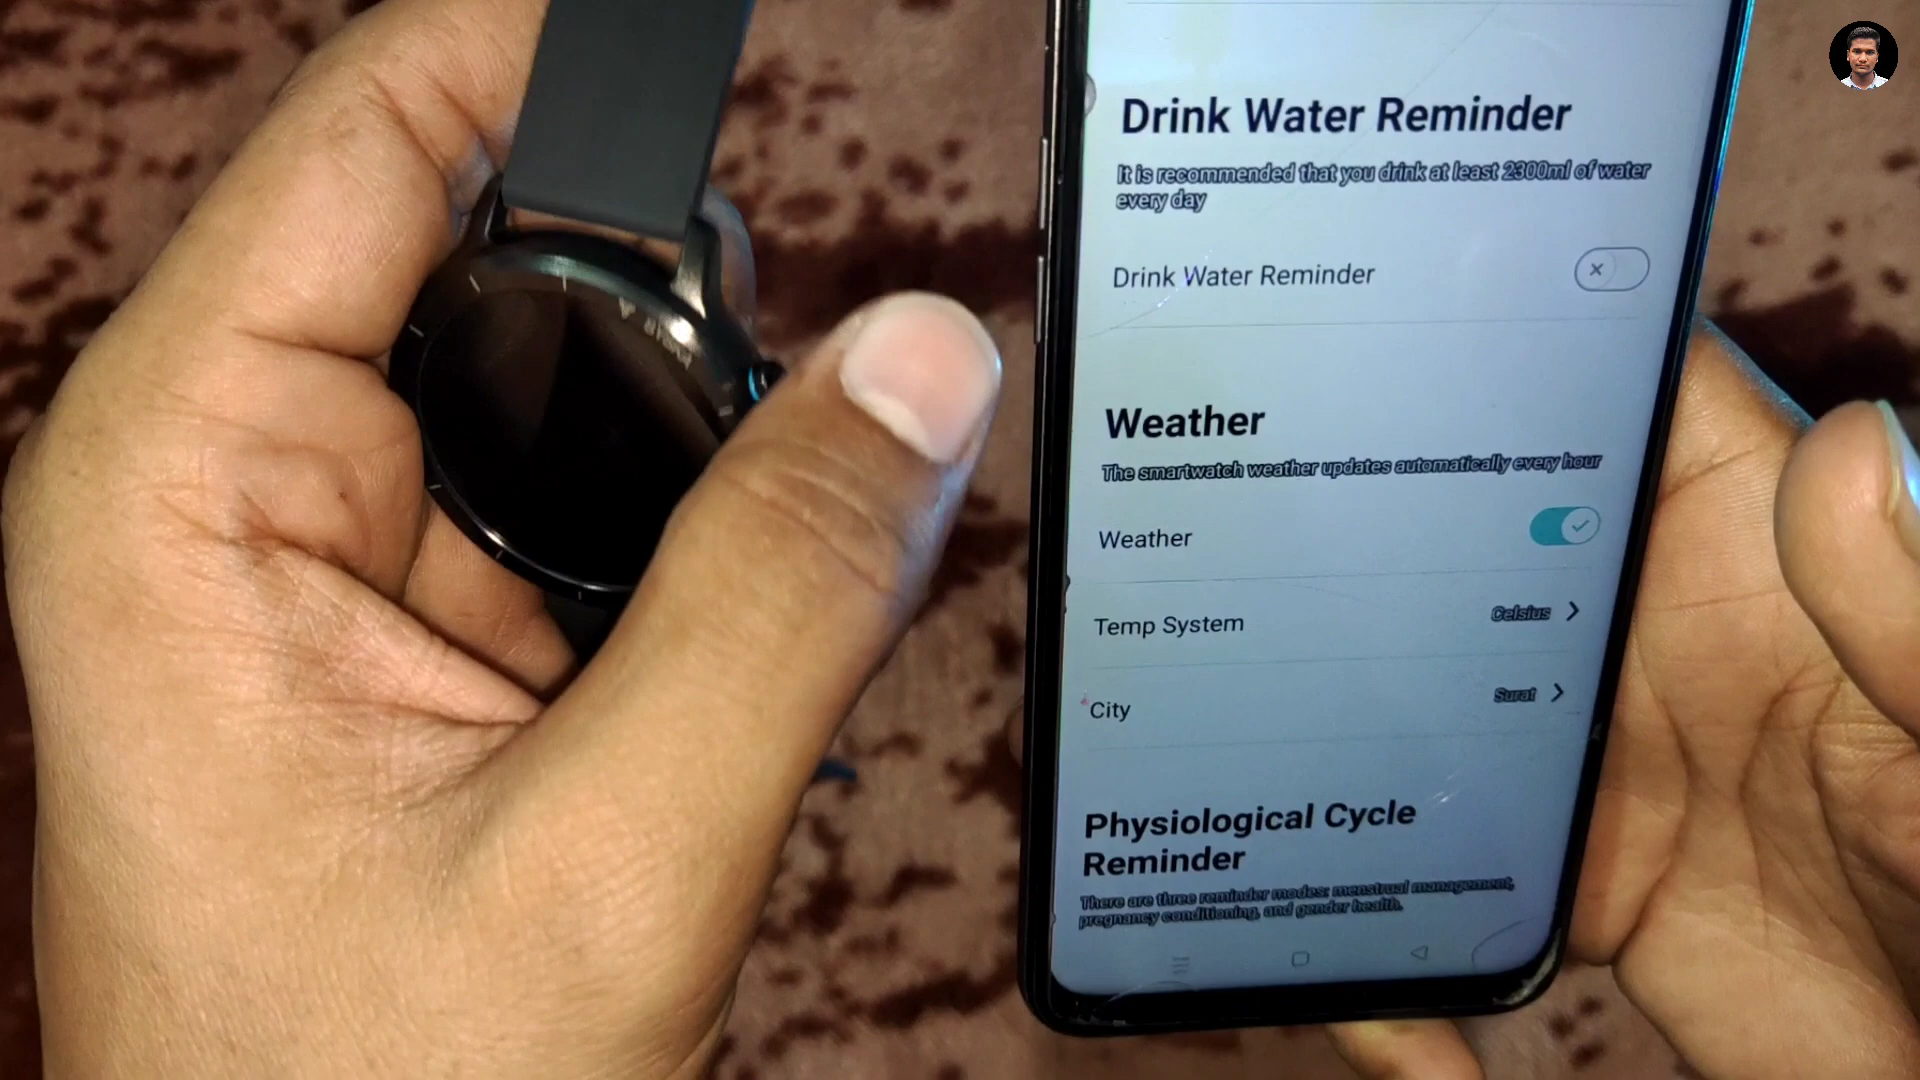 Drink Water Reminder
It is recommended that you drink at least 2300ml of water
every day
Drink Water Reminder
Weather
The smartwatch weather updates automatically every hour
Weather
Temp System Celsius
City Surat
Physiological Cycle
Reminder
There are three reminder modes: menstrual management,
pregnancy conditioning, and gender health.